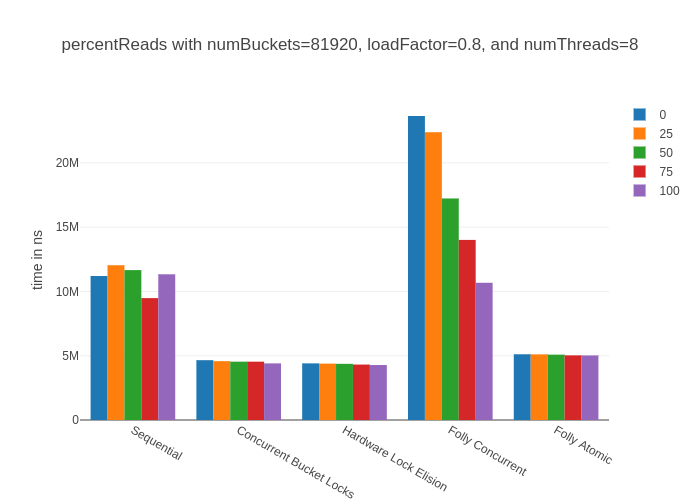 percentReads with numBuckets=81920, loadFactor=0.8, and numThreads=8
0
25
50
75
100
time in ns
20M
15M
10M
5M
0
Sequential
Concurrent Bucket Locks
Hardware Lock Elision
Folly Concurrent
Folly Atomic